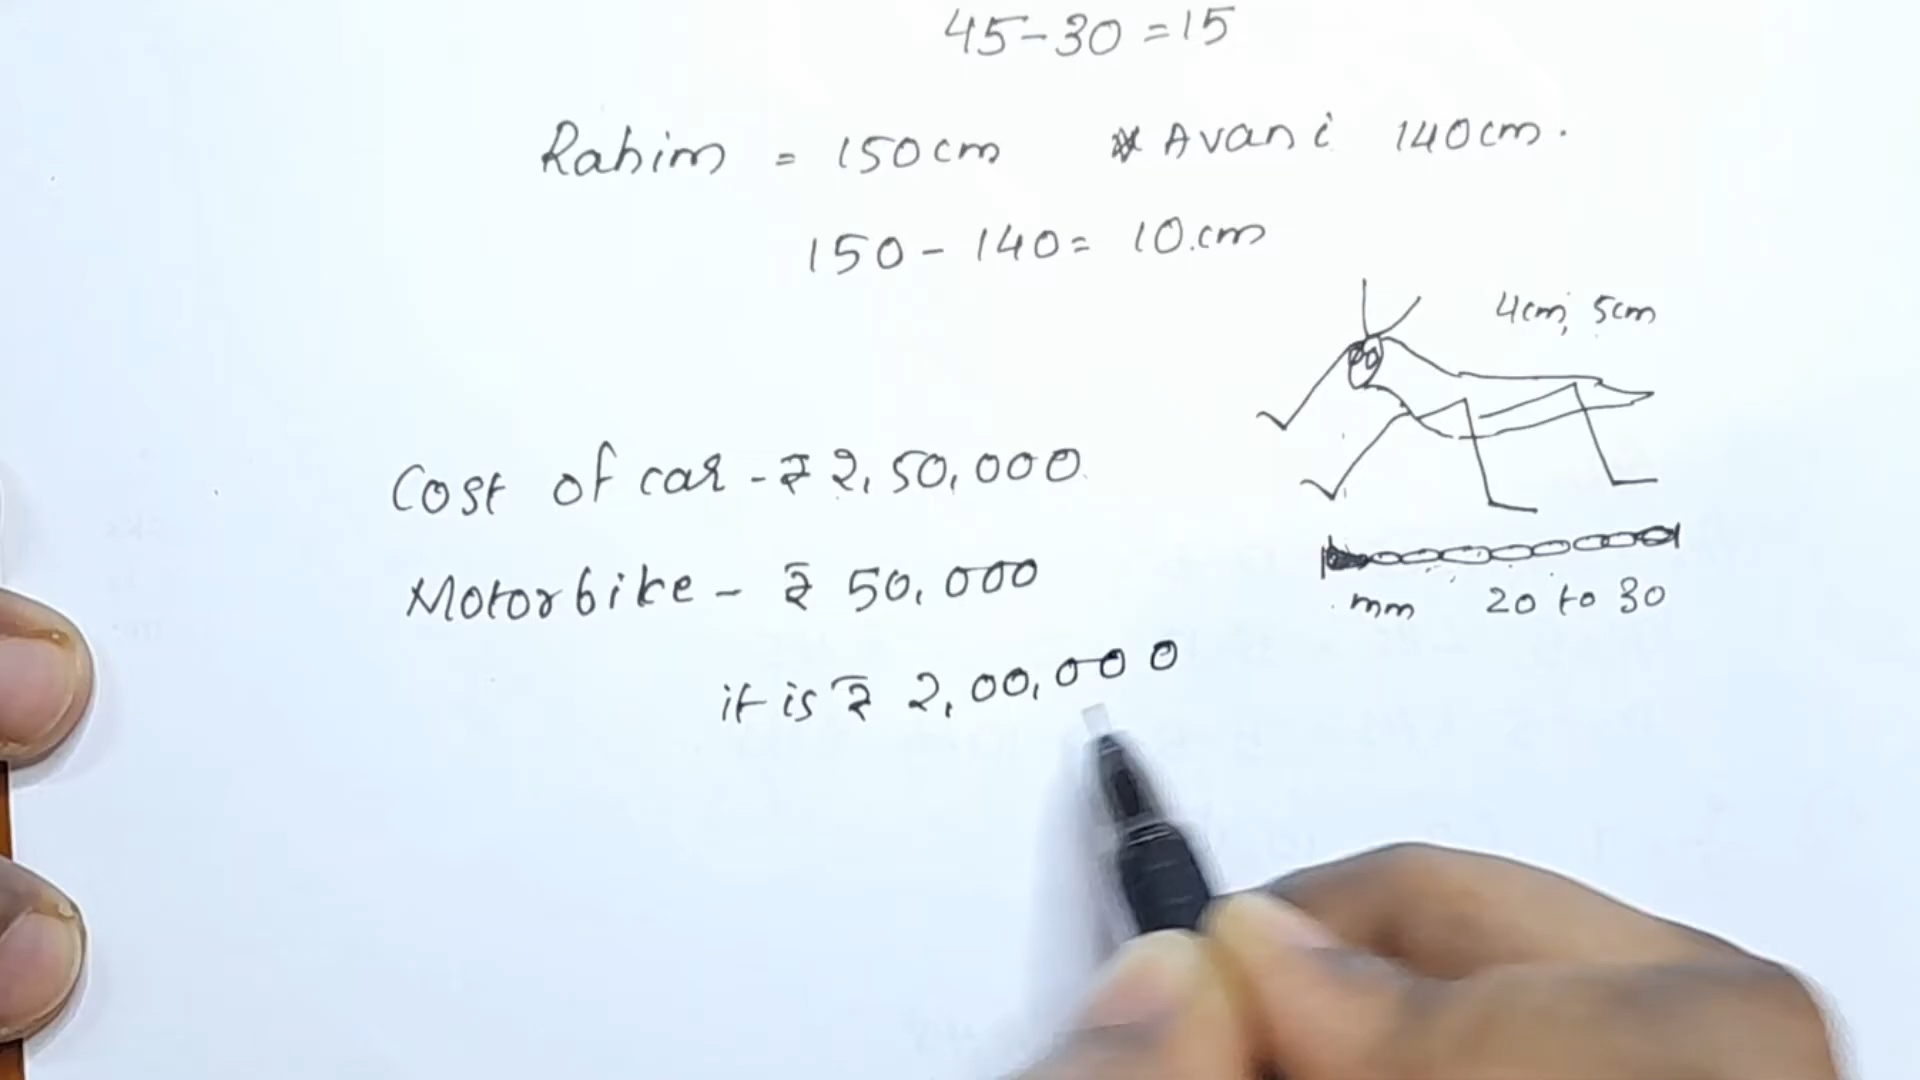 45-30=15
Rahim = 150cm * Avani 140cm.
150-140= 10.cm
4cm, 5cm
Cost of car - ₹ 2,50,000
Motorbike - ₹ 50,000
mm 20 to 30
it is ₹ 2,00,000